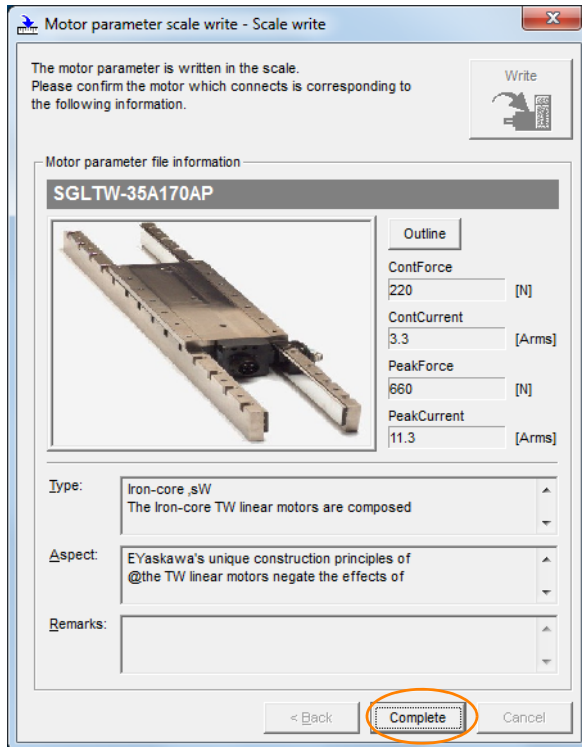 Motor parameter scale write - Scale write
The motor parameter is written in the scale.
Please confirm the motor which connects is corresponding to
the following information.
Write
Motor parameter file information
SGLTW-35A170AP
Outline
ContForce
220 [N]
ContCurrent
3.3 [Arms]
PeakForce
660 [N]
PeakCurrent
11.3 [Arms]
Type:
Iron-core ,sW
The Iron-core TW linear motors are composed
Aspect:
EYaskawa's unique construction principles of
@the TW linear motors negate the effects of
Remarks:
< Back
Complete
Cancel